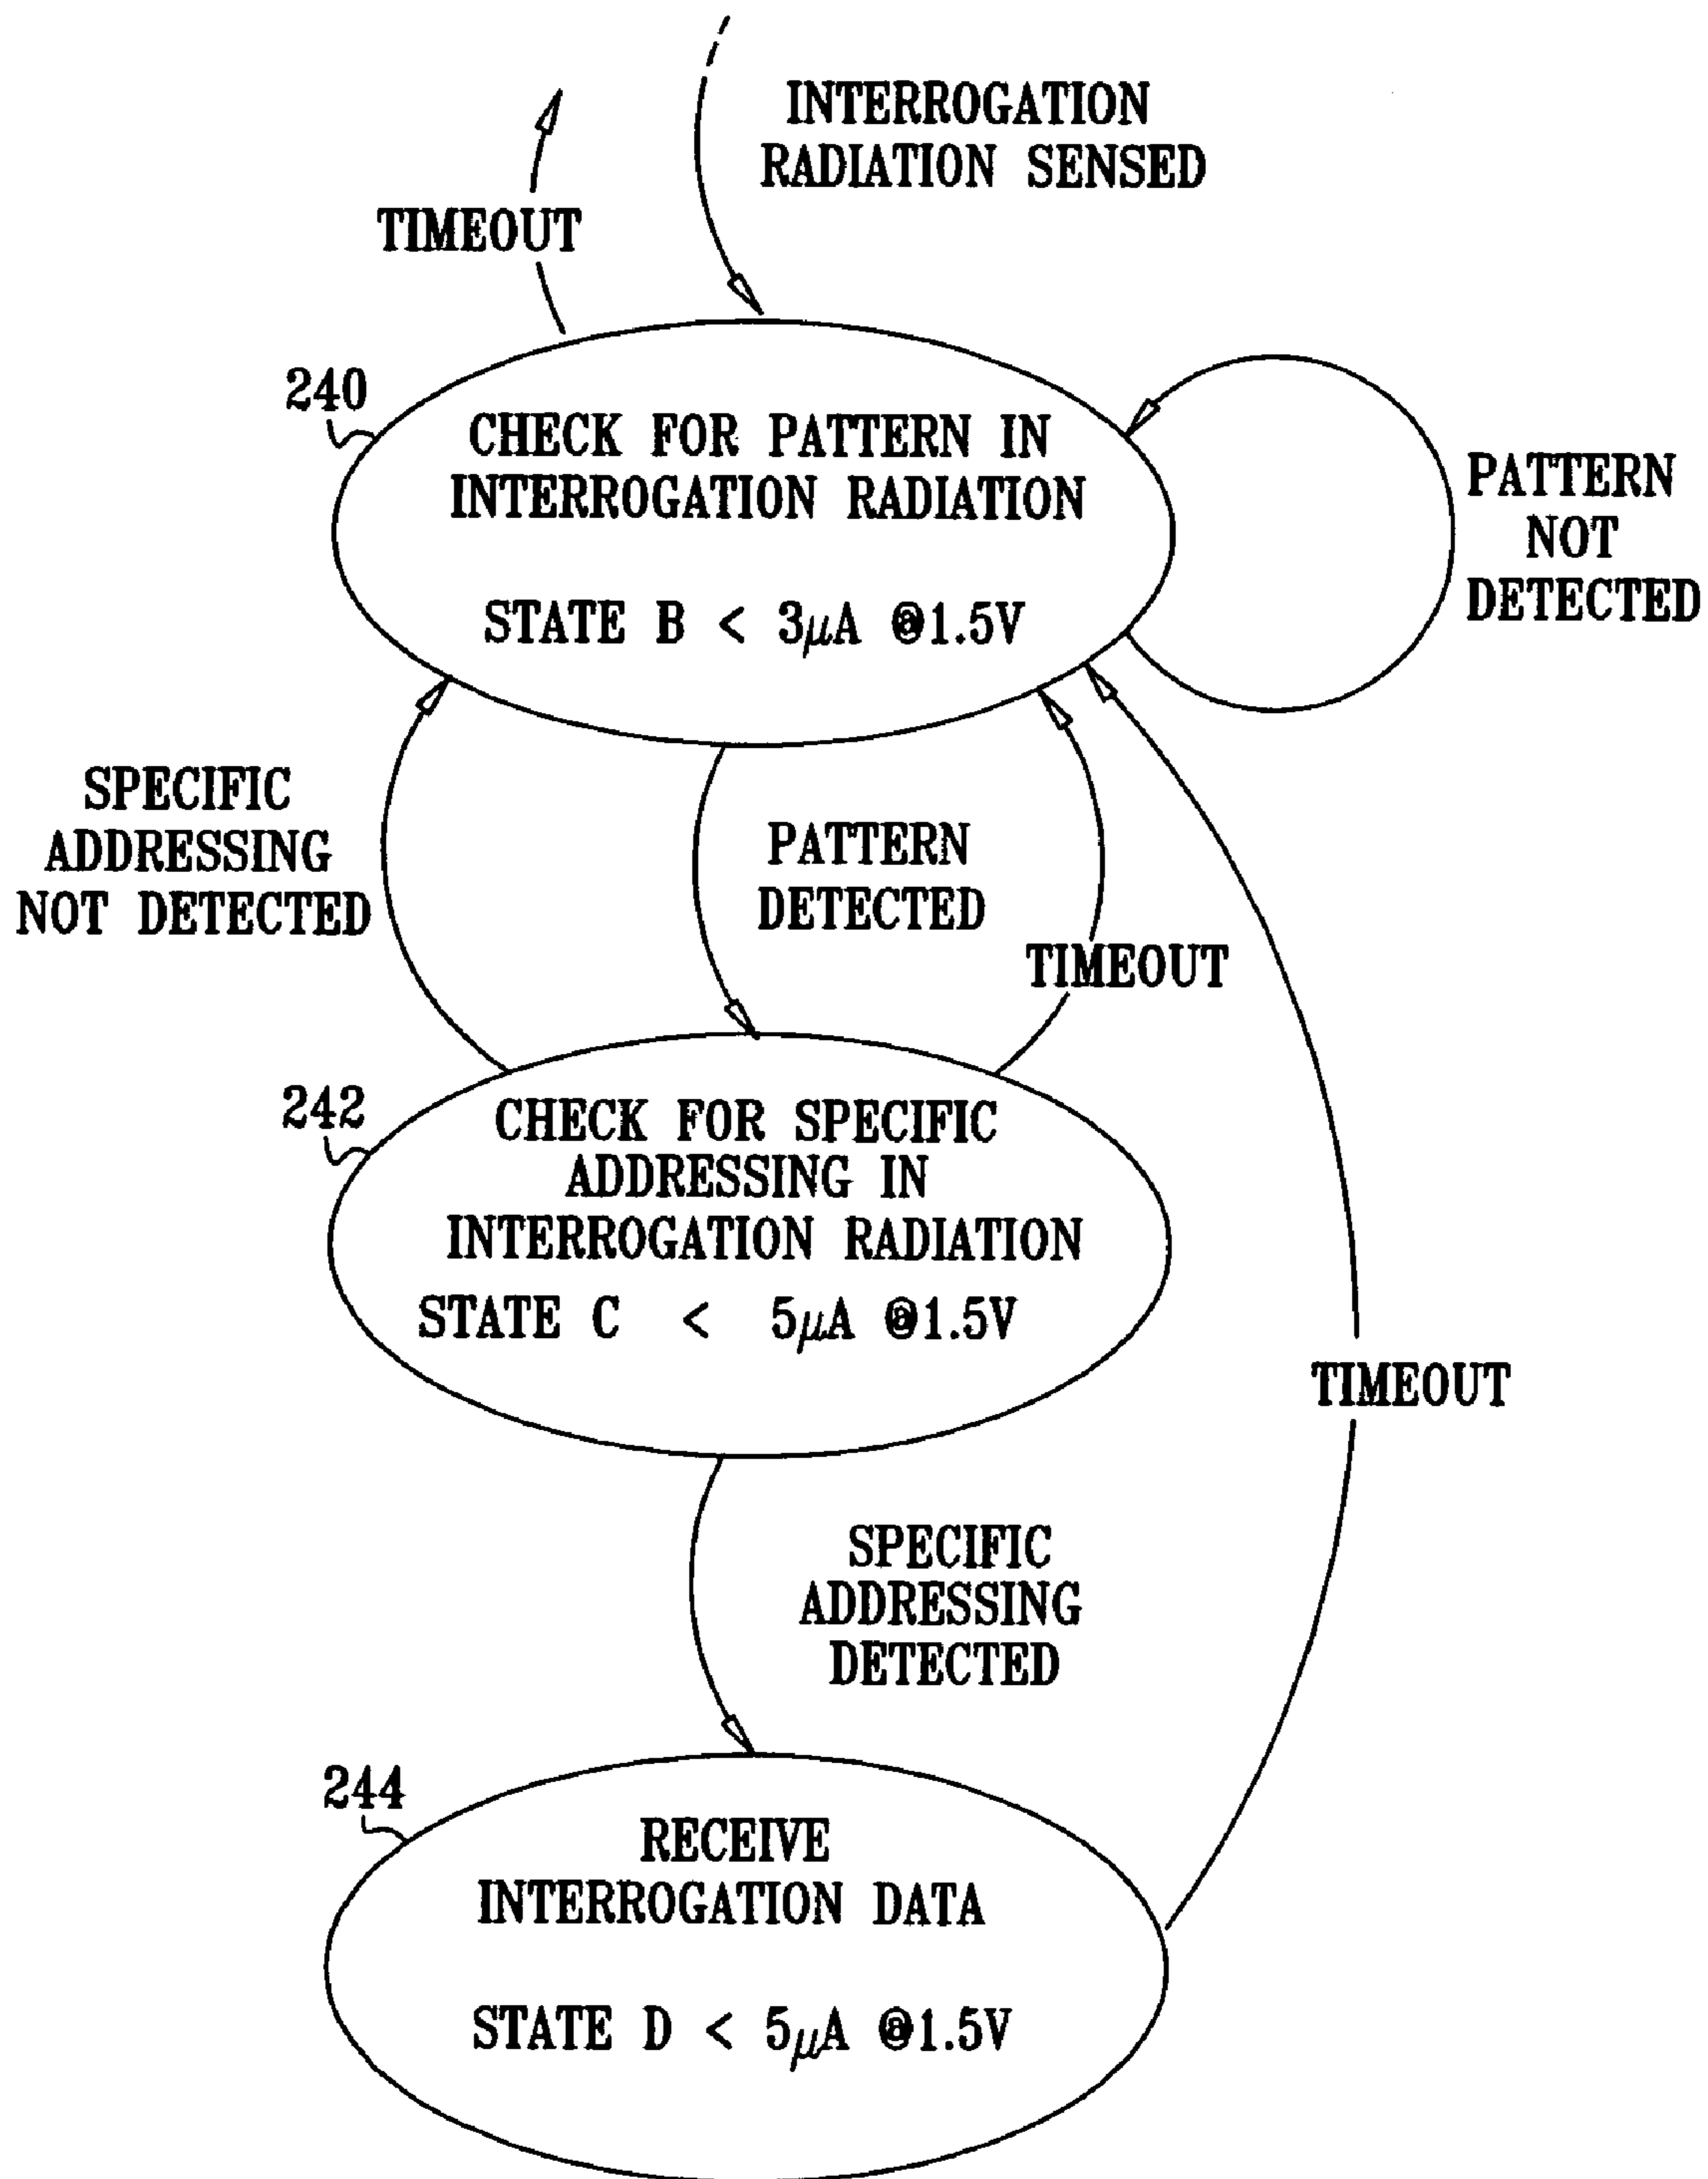 INTERROGATION
RADIATION SENSED
TIMEOUT
240
CHECK FOR PATTERN IN
INTERROGATION RADIATION
STATE B < 3μA @1.5V
PATTERN
NOT
DETECTED
SPECIFIC
ADDRESSING
NOT DETECTED
PATTERN
DETECTED
TIMEOUT
242
CHECK FOR SPECIFIC
ADDRESSING IN
INTERROGATION RADIATION
STATE C < 5μA @1.5V
TIMEOUT
SPECIFIC
ADDRESSING
DETECTED
244
RECEIVE
INTERROGATION DATA
STATE D < 5μA @1.5V